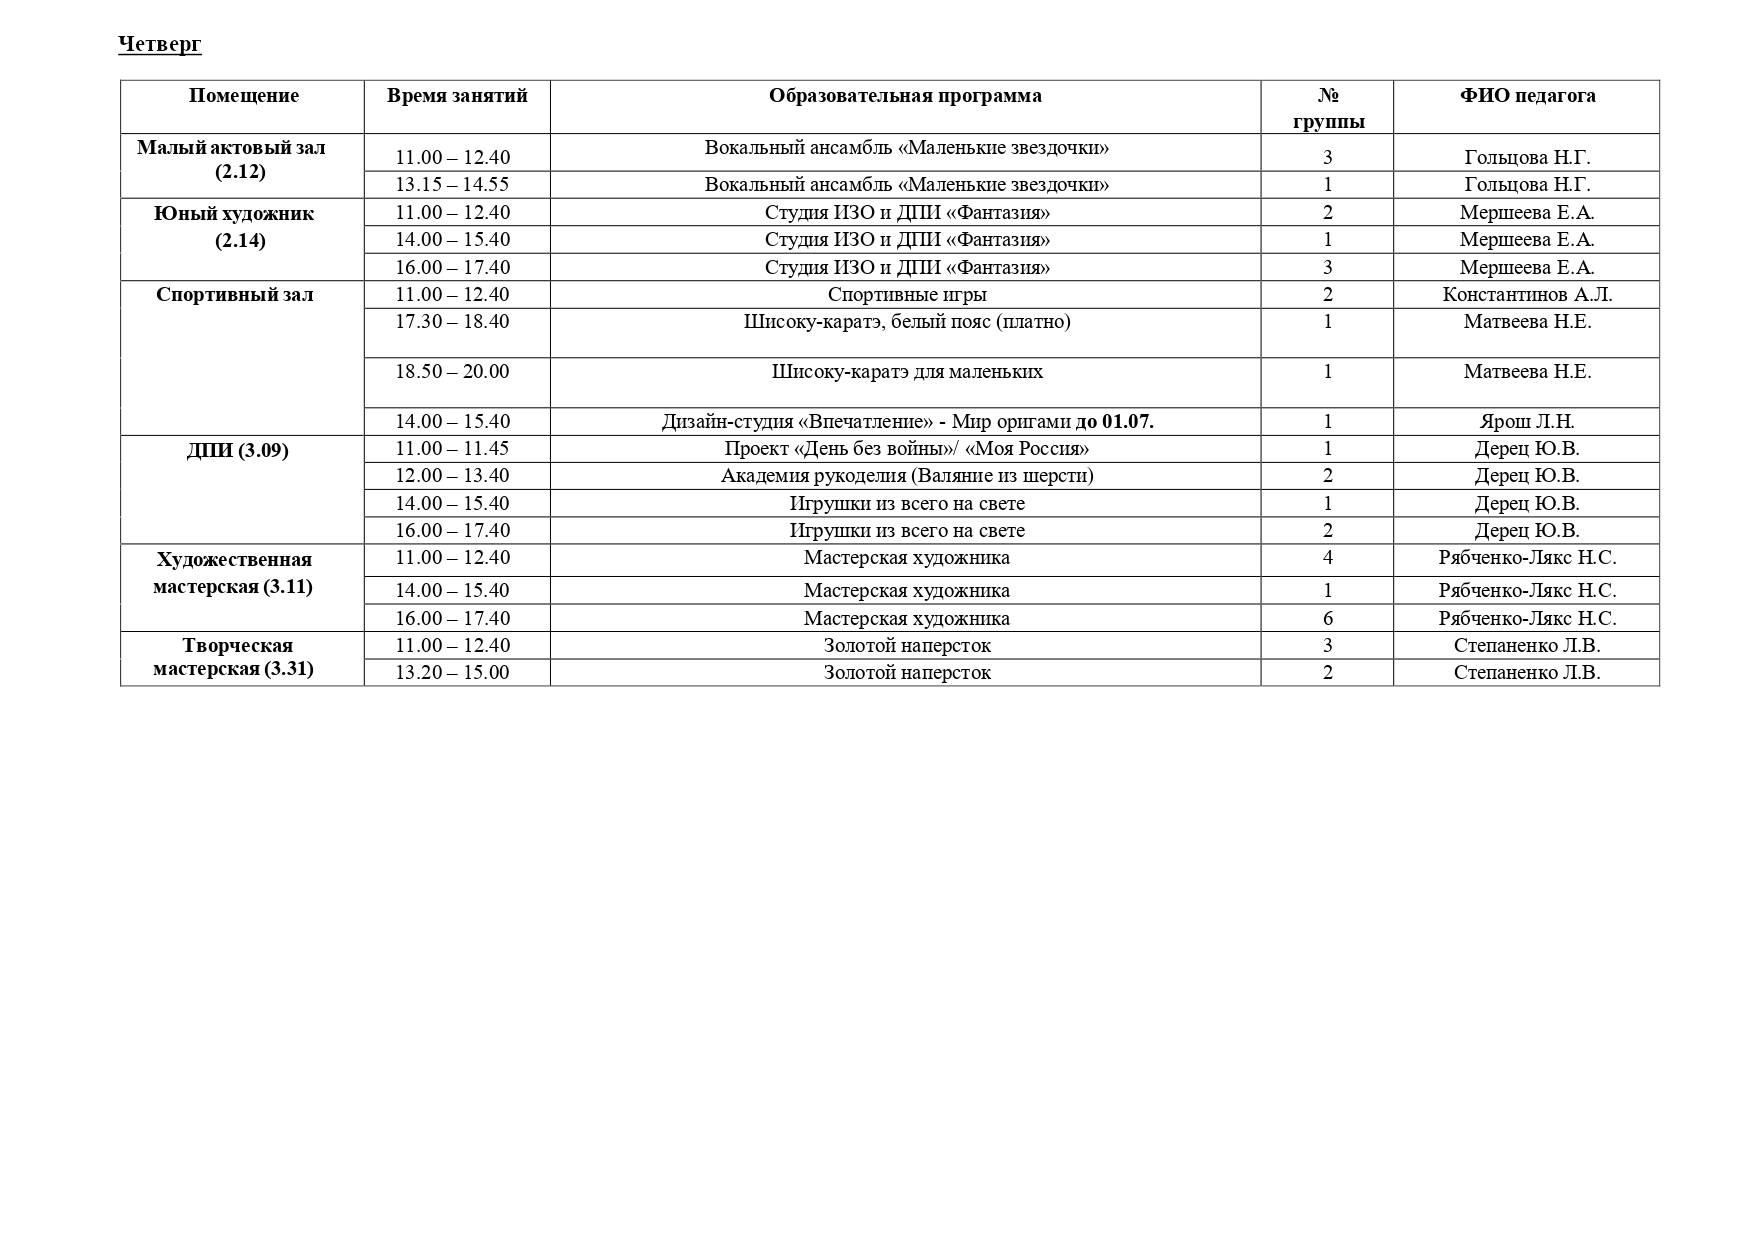 Четверг
Помещение Время занятий Образовательная программа № группы ФИО педагога
Малый актовый зал (2.12) 11.00 – 12.40 Вокальный ансамбль «Маленькие звездочки» 3 Гольцова Н.Г.
13.15 – 14.55 Вокальный ансамбль «Маленькие звездочки» 1 Гольцова Н.Г.
Юный художник (2.14) 11.00 – 12.40 Студия ИЗО и ДПИ «Фантазия» 2 Мершеева Е.А.
14.00 – 15.40 Студия ИЗО и ДПИ «Фантазия» 1 Мершеева Е.А.
16.00 – 17.40 Студия ИЗО и ДПИ «Фантазия» 3 Мершеева Е.А.
Спортивный зал 11.00 – 12.40 Спортивные игры 2 Константинов А.Л.
17.30 – 18.40 Шисоку-каратэ, белый пояс (платно) 1 Матвеева Н.Е.
18.50 – 20.00 Шисоку-каратэ для маленьких 1 Матвеева Н.Е.
14.00 – 15.40 Дизайн-студия «Впечатление» - Мир оригами до 01.07. 1 Ярош Л.Н.
ДПИ (3.09) 11.00 – 11.45 Проект «День без войны»/ «Моя Россия» 1 Дерец Ю.В.
12.00 – 13.40 Академия рукоделия (Валяние из шерсти) 2 Дерец Ю.В.
14.00 – 15.40 Игрушки из всего на свете 1 Дерец Ю.В.
16.00 – 17.40 Игрушки из всего на свете 2 Дерец Ю.В.
Художественная мастерская (3.11) 11.00 – 12.40 Мастерская художника 4 Рябченко-Лякс Н.С.
14.00 – 15.40 Мастерская художника 1 Рябченко-Лякс Н.С.
16.00 – 17.40 Мастерская художника 6 Рябченко-Лякс Н.С.
Творческая мастерская (3.31) 11.00 – 12.40 Золотой наперсток 3 Степаненко Л.В.
13.20 – 15.00 Золотой наперсток 2 Степаненко Л.В.